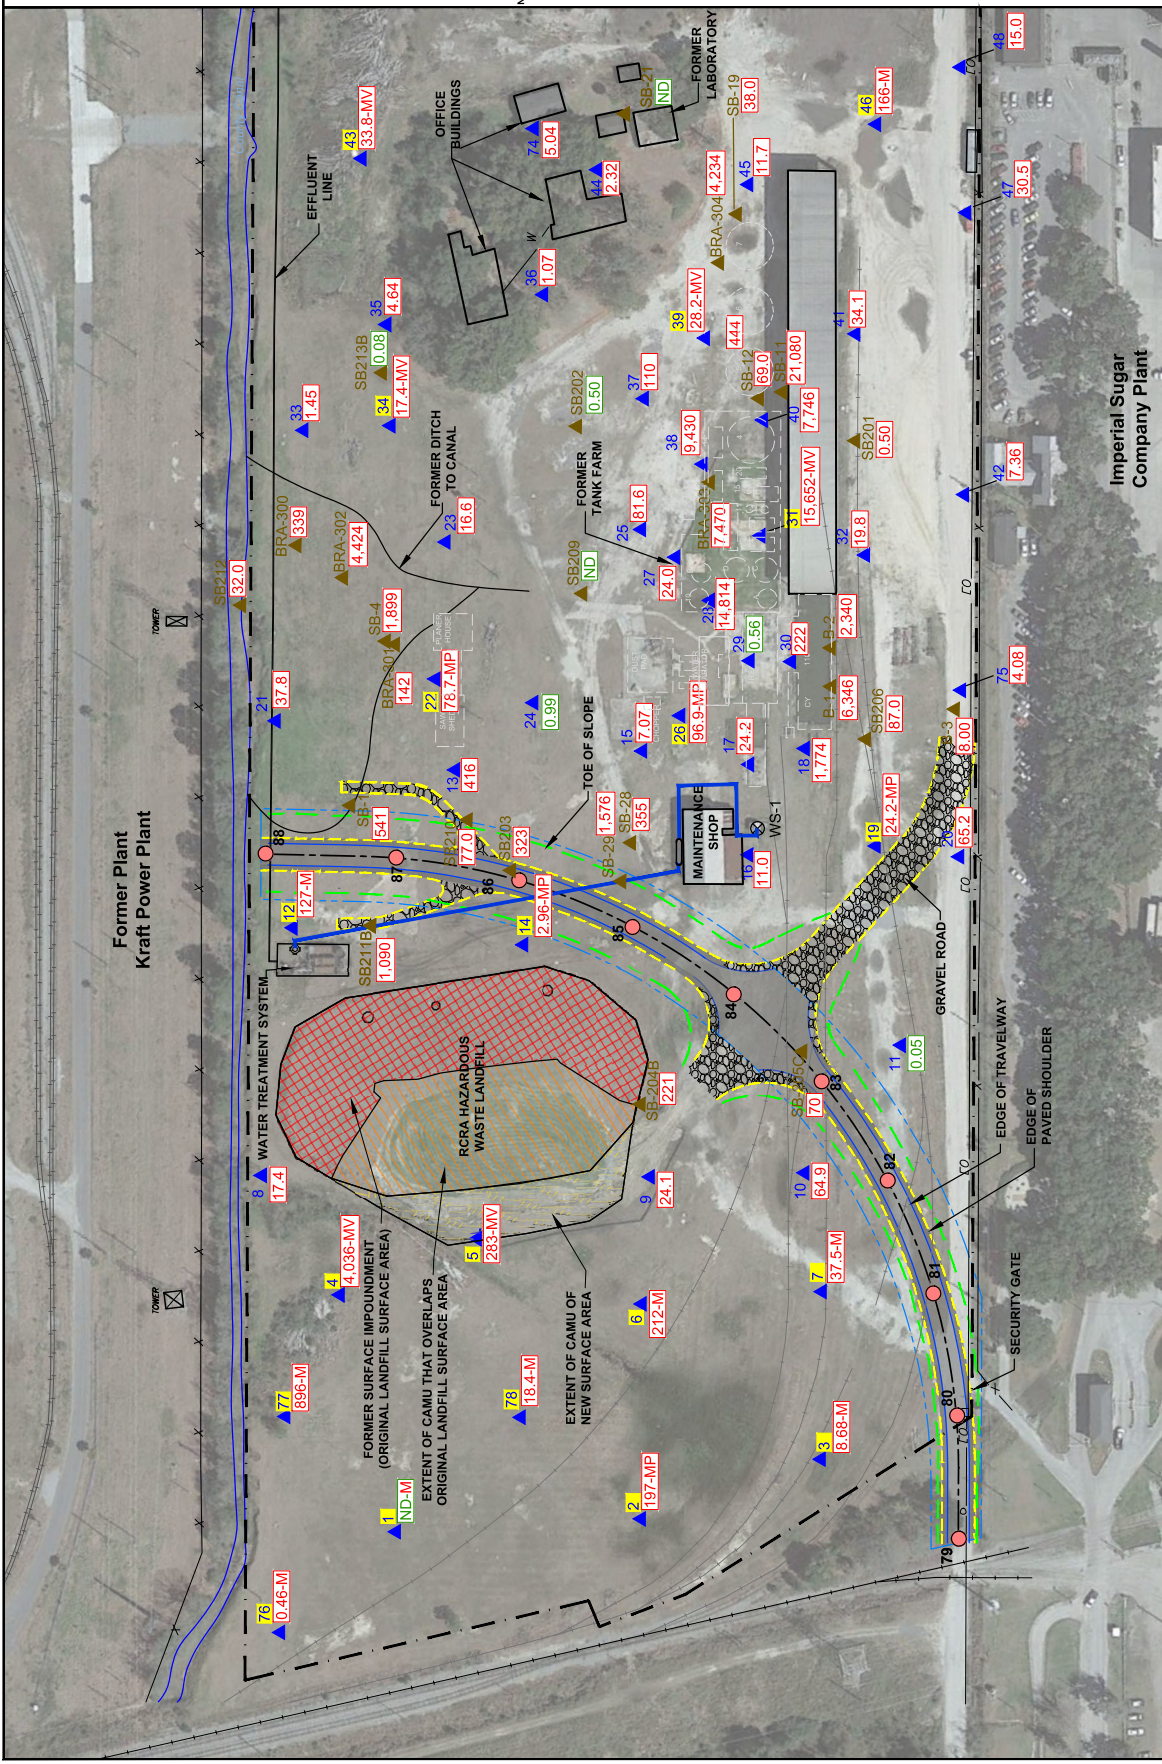 2
Former Plant
Kraft Power Plant
Imperial Sugar
Company Plant
TOWER
TOWER
EFFLUENT
LINE
OFFICE
BUILDINGS
FORMER
LABORATORY
FORMER DITCH
TO CANAL
FORMER
TANK FARM
TOE OF SLOPE
MAINTENANCE
SHOP
WS-1
WATER TREATMENT SYSTEM
RCRA HAZARDOUS
WASTE LANDFILL
FORMER SURFACE IMPOUNDMENT
(ORIGINAL LANDFILL SURFACE AREA)
EXTENT OF CAMU THAT OVERLAPS
ORIGINAL LANDFILL SURFACE AREA
EXTENT OF CAMU OF
NEW SURFACE AREA
GRAVEL ROAD
EDGE OF TRAVELWAY
EDGE OF
PAVED SHOULDER
SECURITY GATE
PLANER
HOUSE
W
76
0.46-M
1
ND-M
77
896-M
78
18.4-M
2
197-MP
3
8.68-M
4
4,036-MV
5
283-MV
6
212-M
7
37.5-M
8
17.4
9
24.1
10
64.9
11
0.05
12
127-M
SB211B
1,090
14
2.96-MP
SB-204B
221
70
13
416
541
77.0
SB203
323
SB-29
1,576
SB-28
355
15
7.07
16
11.0
17
24.2
18
1,774
19
24.2-MP
20
65.2
21
37.8
22
78.7-MP
23
16.6
24
0.99
25
81.6
26
96.9-MP
27
24.0
28
14,814
29
0.56
30
222
31
15,652-MV
32
19.8
33
1.45
34
17.4-MV
35
4.64
36
1.07
37
110
38
9,430
39
28.2-MV
444
40
7,746
41
34.1
42
7.36
43
33.8-MV
44
2.32
45
11.7
46
166-M
47
30.5
48
15.0
74
5.04
75
4.08
SB212
32.0
BRA-300
339
BRA-302
4,424
SB-4
1,899
BRA-301
142
SB213B
0.08
SB202
0.50
SB209
ND
7,470
SB-12
69.0
SB-11
21,080
BRA-304
4,234
SB-19
38.0
SB-21
ND
SB201
0.50
B-2
2,340
B-1
6,346
SB206
87.0
8.00
79
80
81
82
83
84
85
86
87
88